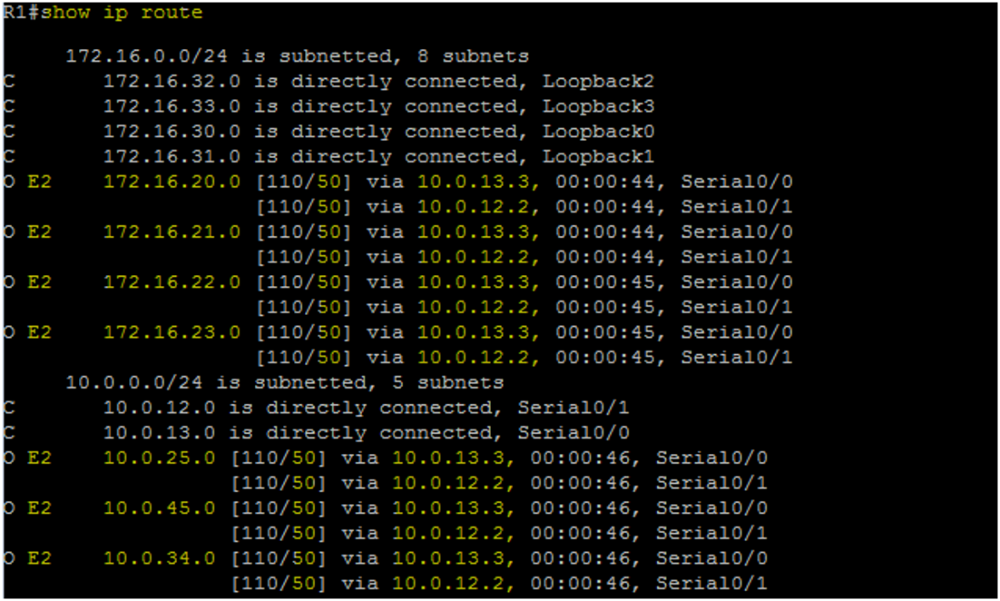 R1#show ip route
172.16.0.0/24 is subnetted, 8 subnets
C 172.16.32.0 is directly connected, Loopback2
C 172.16.33.0 is directly connected, Loopback3
C 172.16.30.0 is directly connected, Loopback0
C 172.16.31.0 is directly connected, Loopback1
O E2 172.16.20.0 [110/50] via 10.0.13.3, 00:00:44, Serial0/0
[110/50] via 10.0.12.2, 00:00:44, Serial0/1
O E2 172.16.21.0 [110/50] via 10.0.13.3, 00:00:44, Serial0/0
[110/50] via 10.0.12.2, 00:00:44, Serial0/1
O E2 172.16.22.0 [110/50] via 10.0.13.3, 00:00:45, Serial0/0
[110/50] via 10.0.12.2, 00:00:45, Serial0/1
O E2 172.16.23.0 [110/50] via 10.0.13.3, 00:00:45, Serial0/0
[110/50] via 10.0.12.2, 00:00:45, Serial0/1
10.0.0.0/24 is subnetted, 5 subnets
C 10.0.12.0 is directly connected, Serial0/1
C 10.0.13.0 is directly connected, Serial0/0
O E2 10.0.25.0 [110/50] via 10.0.13.3, 00:00:46, Serial0/0
[110/50] via 10.0.12.2, 00:00:46, Serial0/1
O E2 10.0.45.0 [110/50] via 10.0.13.3, 00:00:46, Serial0/0
[110/50] via 10.0.12.2, 00:00:46, Serial0/1
O E2 10.0.34.0 [110/50] via 10.0.13.3, 00:00:46, Serial0/0
[110/50] via 10.0.12.2, 00:00:46, Serial0/1